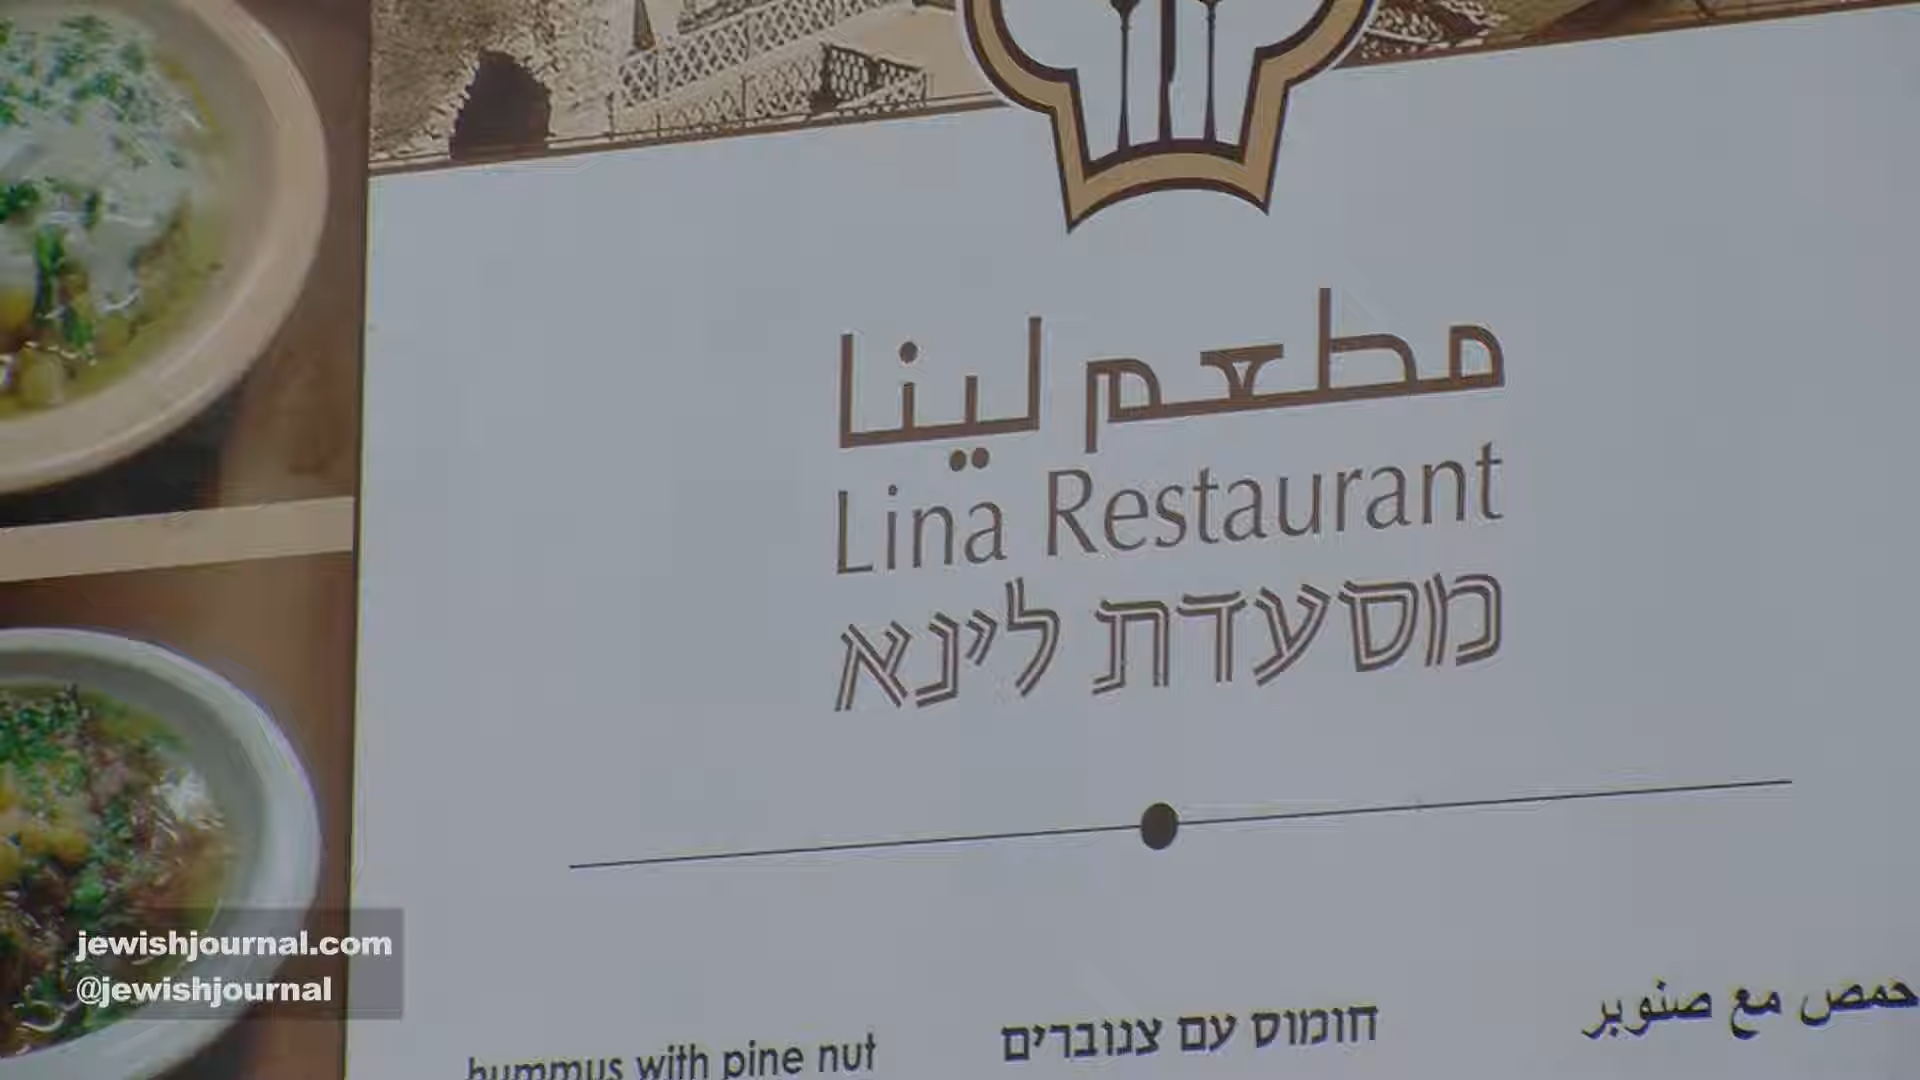 مطعم لينا
Lina Restaurant
מסעדת לינא
hummus with pine nut
חומוס עם צנוברים
حمص مع صنوبر
jewishjournal.com
@jewishjournal